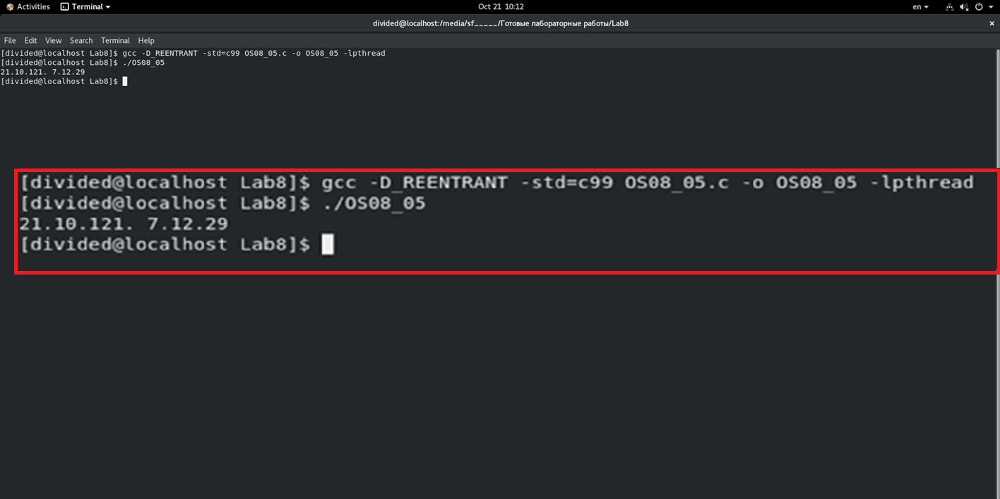 Activities Terminal Oct 21 10:12 en
divided@localhost:/media/sf_____/Готовые лабораторные работы/Lab8
File Edit View Search Terminal Help
[divided@localhost Lab8]$ gcc -D_REENTRANT -std=c99 OS08_05.c -o OS08_05 -lpthread
[divided@localhost Lab8]$ ./OS08_05
21.10.121. 7.12.29
[divided@localhost Lab8]$
[divided@localhost Lab8]$ gcc -D_REENTRANT -std=c99 OS08_05.c -o OS08_05 -lpthread
[divided@localhost Lab8]$ ./OS08_05
21.10.121. 7.12.29
[divided@localhost Lab8]$